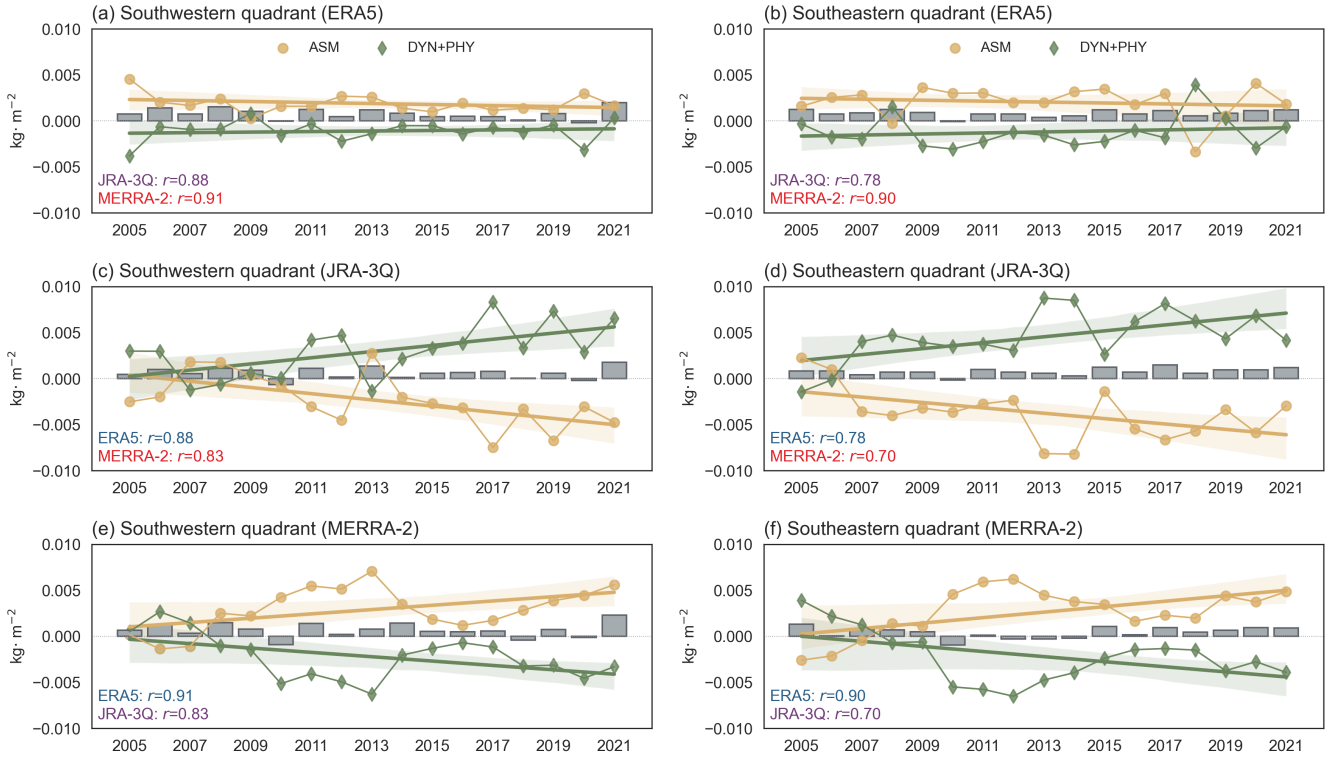 (a) Southwestern quadrant (ERA5)
0.010
0.005
0.000
−0.005
−0.010
kg· m−2
ASM
DYN+PHY
JRA-3Q: r=0.88
MERRA-2: r=0.91
2005 2007 2009 2011 2013 2015 2017 2019 2021
(b) Southeastern quadrant (ERA5)
0.010
0.005
0.000
−0.005
−0.010
kg· m−2
ASM
DYN+PHY
JRA-3Q: r=0.78
MERRA-2: r=0.90
2005 2007 2009 2011 2013 2015 2017 2019 2021
(c) Southwestern quadrant (JRA-3Q)
0.010
0.005
0.000
−0.005
−0.010
kg· m−2
ERA5: r=0.88
MERRA-2: r=0.83
2005 2007 2009 2011 2013 2015 2017 2019 2021
(d) Southeastern quadrant (JRA-3Q)
0.010
0.005
0.000
−0.005
−0.010
kg· m−2
ERA5: r=0.78
MERRA-2: r=0.70
2005 2007 2009 2011 2013 2015 2017 2019 2021
(e) Southwestern quadrant (MERRA-2)
0.010
0.005
0.000
−0.005
−0.010
kg· m−2
ERA5: r=0.91
JRA-3Q: r=0.83
2005 2007 2009 2011 2013 2015 2017 2019 2021
(f) Southeastern quadrant (MERRA-2)
0.010
0.005
0.000
−0.005
−0.010
kg· m−2
ERA5: r=0.90
JRA-3Q: r=0.70
2005 2007 2009 2011 2013 2015 2017 2019 2021